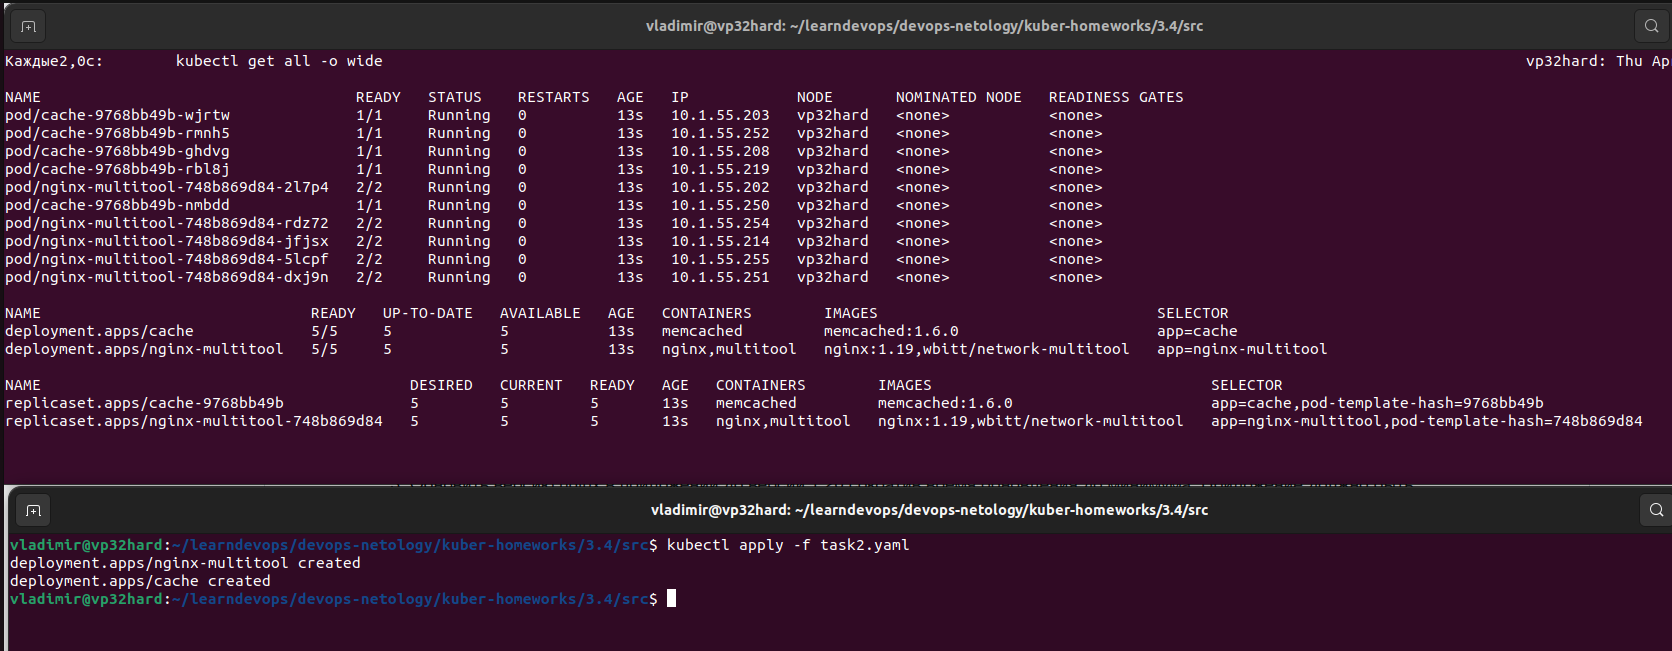 vladimir@vp32hard: ~/learndevops/devops-netology/kuber-homeworks/3.4/src
Каждые2,0с: kubectl get all -o wide vp32hard: Thu Ap
NAME READY STATUS RESTARTS AGE IP NODE NOMINATED NODE READINESS GATES
pod/cache-9768bb49b-wjrtw 1/1 Running 0 13s 10.1.55.203 vp32hard <none> <none>
pod/cache-9768bb49b-rmnh5 1/1 Running 0 13s 10.1.55.252 vp32hard <none> <none>
pod/cache-9768bb49b-ghdvg 1/1 Running 0 13s 10.1.55.208 vp32hard <none> <none>
pod/cache-9768bb49b-rbl8j 1/1 Running 0 13s 10.1.55.219 vp32hard <none> <none>
pod/nginx-multitool-748b869d84-2l7p4 2/2 Running 0 13s 10.1.55.202 vp32hard <none> <none>
pod/cache-9768bb49b-nmbdd 1/1 Running 0 13s 10.1.55.250 vp32hard <none> <none>
pod/nginx-multitool-748b869d84-rdz72 2/2 Running 0 13s 10.1.55.254 vp32hard <none> <none>
pod/nginx-multitool-748b869d84-jfjsx 2/2 Running 0 13s 10.1.55.214 vp32hard <none> <none>
pod/nginx-multitool-748b869d84-5lcpf 2/2 Running 0 13s 10.1.55.255 vp32hard <none> <none>
pod/nginx-multitool-748b869d84-dxj9n 2/2 Running 0 13s 10.1.55.251 vp32hard <none> <none>
NAME READY UP-TO-DATE AVAILABLE AGE CONTAINERS IMAGES SELECTOR
deployment.apps/cache 5/5 5 5 13s memcached memcached:1.6.0 app=cache
deployment.apps/nginx-multitool 5/5 5 5 13s nginx,multitool nginx:1.19,wbitt/network-multitool app=nginx-multitool
NAME DESIRED CURRENT READY AGE CONTAINERS IMAGES SELECTOR
replicaset.apps/cache-9768bb49b 5 5 5 13s memcached memcached:1.6.0 app=cache,pod-template-hash=9768bb49b
replicaset.apps/nginx-multitool-748b869d84 5 5 5 13s nginx,multitool nginx:1.19,wbitt/network-multitool app=nginx-multitool,pod-template-hash=748b869d84
vladimir@vp32hard: ~/learndevops/devops-netology/kuber-homeworks/3.4/src
vladimir@vp32hard:~/learndevops/devops-netology/kuber-homeworks/3.4/src$ kubectl apply -f task2.yaml
deployment.apps/nginx-multitool created
deployment.apps/cache created
vladimir@vp32hard:~/learndevops/devops-netology/kuber-homeworks/3.4/src$